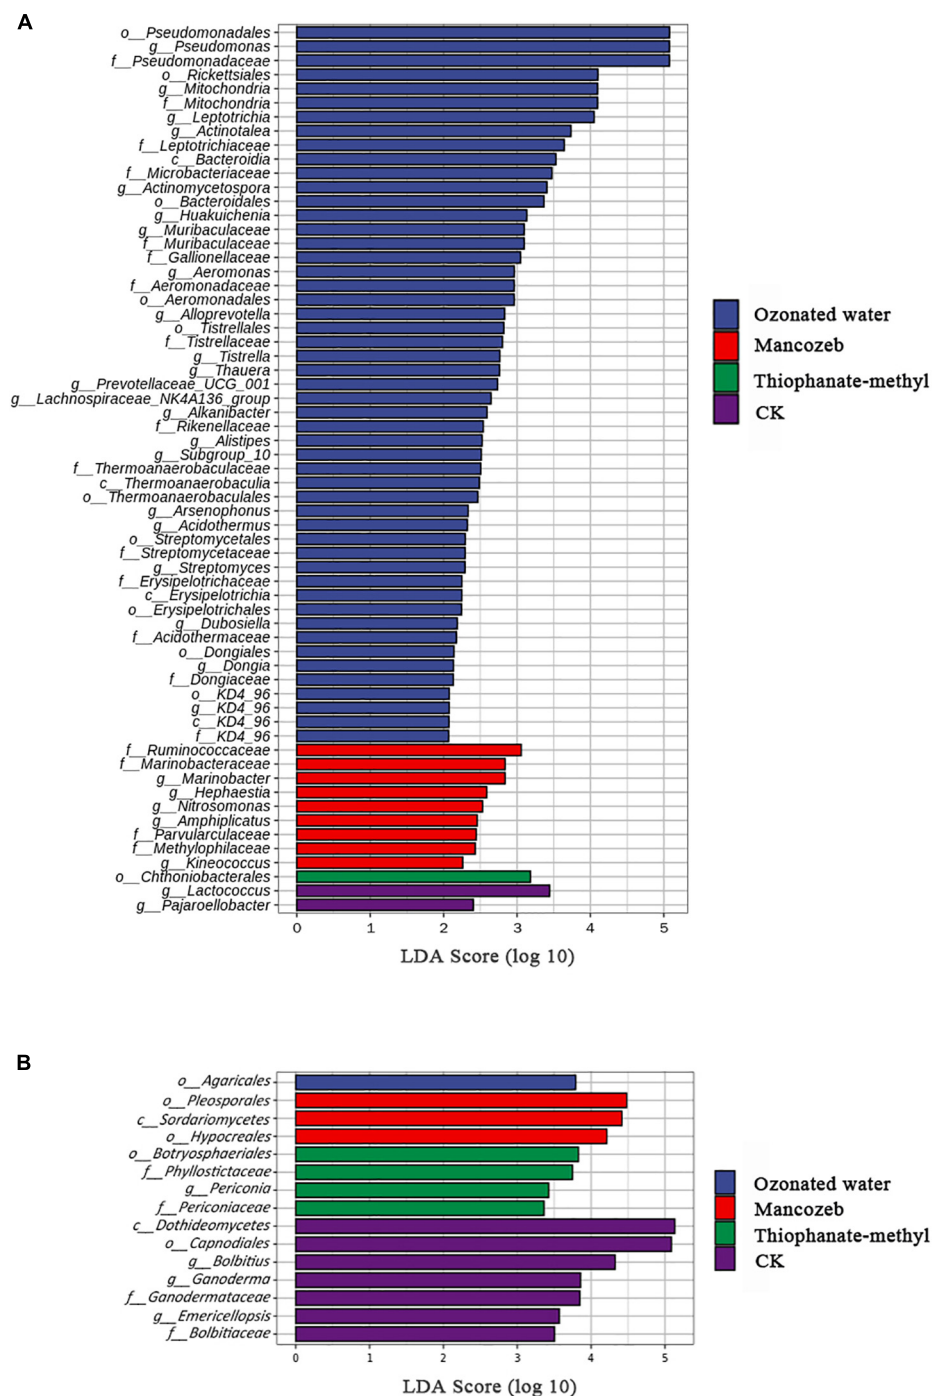 A
o__Pseudomonadales
g__Pseudomonas
f__Pseudomonadaceae
o__Rickettsiales
g__Mitochondria
f__Mitochondria
g__Leptotrichia
g__Actinotalea
f__Leptotrichiaceae
c__Bacteroidia
f__Microbacteriaceae
g__Actinomycetospora
o__Bacteroidales
g__Huakuichenia
g__Muribaculaceae
f__Muribaculaceae
f__Gallionellaceae
g__Aeromonas
f__Aeromonadaceae
o__Aeromonadales
g__Alloprevotella
o__Tistrellales
f__Tistrellaceae
g__Tistrella
g__Thauera
g__Prevotellaceae_UCG_001
g__Lachnospiraceae_NK4A136_group
g__Alkanibacter
f__Rikenellaceae
g__Alistipes
g__Subgroup_10
f__Thermoanaerobaculaceae
c__Thermoanaerobaculia
o__Thermoanaerobaculales
g__Arsenophonus
g__Acidothermus
o__Streptomycetales
f__Streptomycetaceae
g__Streptomyces
f__Erysipelotrichaceae
c__Erysipelotrichia
o__Erysipelotrichales
g__Dubosiella
f__Acidothermaceae
o__Dongiales
g__Dongia
f__Dongiaceae
o__KD4_96
g__KD4_96
c__KD4_96
f__KD4_96
f__Ruminococcaceae
f__Marinobacteraceae
g__Marinobacter
g__Hephaestia
g__Nitrosomonas
g__Amphiplicatus
f__Parvularculaceae
f__Methylophilaceae
g__Kineococcus
o__Chthoniobacterales
g__Lactococcus
g__Pajaroellobacter
0 1 2 3 4 5
LDA Score (log 10)
Ozonated water
Mancozeb
Thiophanate-methyl
CK
B
o__Agaricales
o__Pleosporales
c__Sordariomycetes
o__Hypocreales
o__Botryosphaeriales
f__Phyllostictaceae
g__Periconia
f__Periconiaceae
c__Dothideomycetes
o__Capnodiales
g__Bolbitius
g__Ganoderma
f__Ganodermataceae
g__Emericellopsis
f__Bolbitiaceae
0 1 2 3 4 5
LDA Score (log 10)
Ozonated water
Mancozeb
Thiophanate-methyl
CK